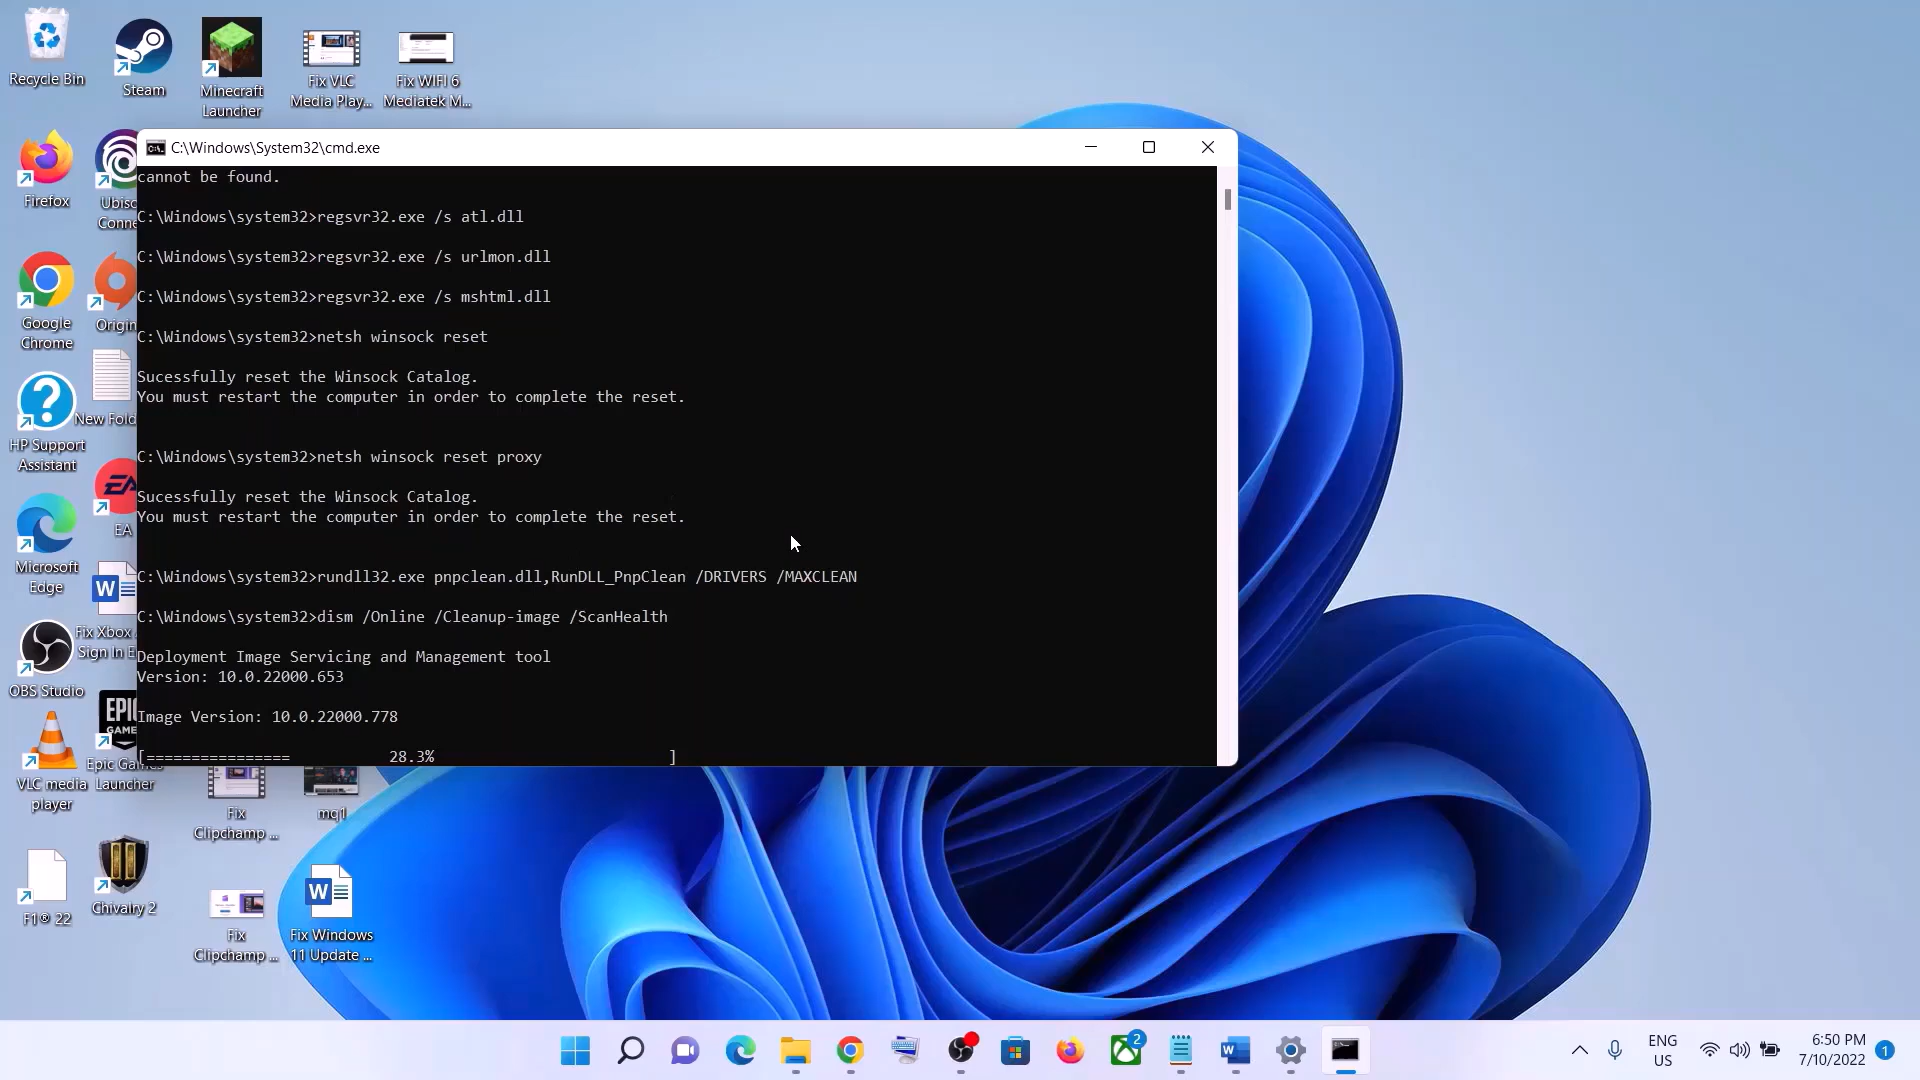 Recycle Bin
Steam
Minecraft
Launcher
Fix VLC
Media Play...
Fix WIFI 6
Mediatek M...
Firefox
Ubisc
Conne
Google
Chrome
Origin
HP Support
Assistant
New Fold
EA
EA
Microsoft
Edge
W
Fix Xbox
Sign In E
OBS Studio
EPIC
GAME
VLC media
player
Epic Games
Launcher
Fix
Clipchamp ...
mq1
F1® 22
Chivalry 2
Fix
Clipchamp ...
W
Fix Windows
11 Update ...
C:\Windows\System32\cmd.exe
cannot be found.
C:\Windows\system32>regsvr32.exe /s atl.dll
C:\Windows\system32>regsvr32.exe /s urlmon.dll
C:\Windows\system32>regsvr32.exe /s mshtml.dll
C:\Windows\system32>netsh winsock reset
Sucessfully reset the Winsock Catalog.
You must restart the computer in order to complete the reset.
C:\Windows\system32>netsh winsock reset proxy
Sucessfully reset the Winsock Catalog.
You must restart the computer in order to complete the reset.
C:\Windows\system32>rundll32.exe pnpclean.dll,RunDLL_PnpClean /DRIVERS /MAXCLEAN
C:\Windows\system32>dism /Online /Cleanup-image /ScanHealth
Deployment Image Servicing and Management tool
Version: 10.0.22000.653
Image Version: 10.0.22000.778
[================           28.3%                          ]
2
W
ENG
US
6:50 PM
7/10/2022
1